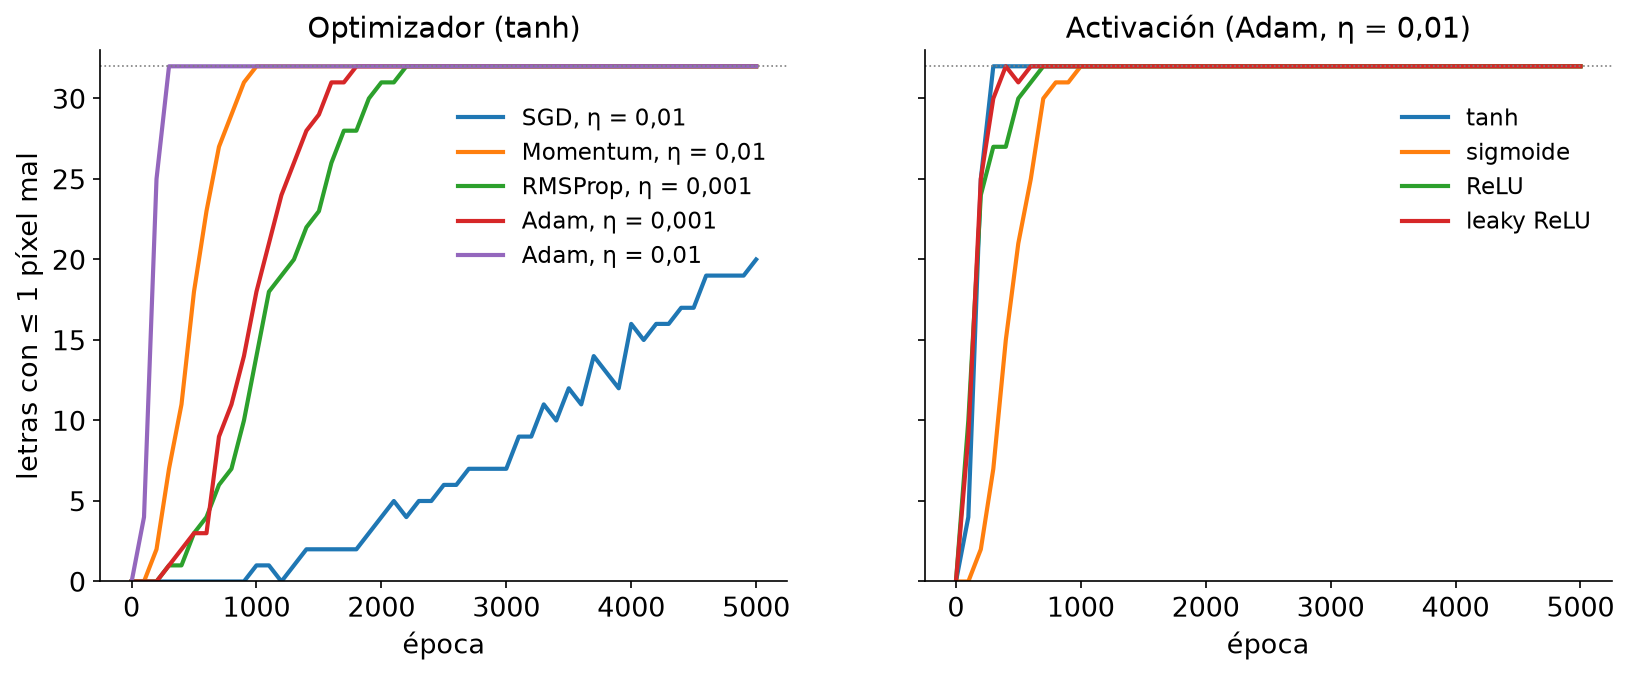 Optimizador (tanh)
letras con ≤ 1 píxel mal
30
25
20
15
10
5
0
SGD, η = 0,01
Momentum, η = 0,01
RMSProp, η = 0,001
Adam, η = 0,001
Adam, η = 0,01
0 1000 2000 3000 4000 5000
época
Activación (Adam, η = 0,01)
tanh
sigmoide
ReLU
leaky ReLU
0 1000 2000 3000 4000 5000
época